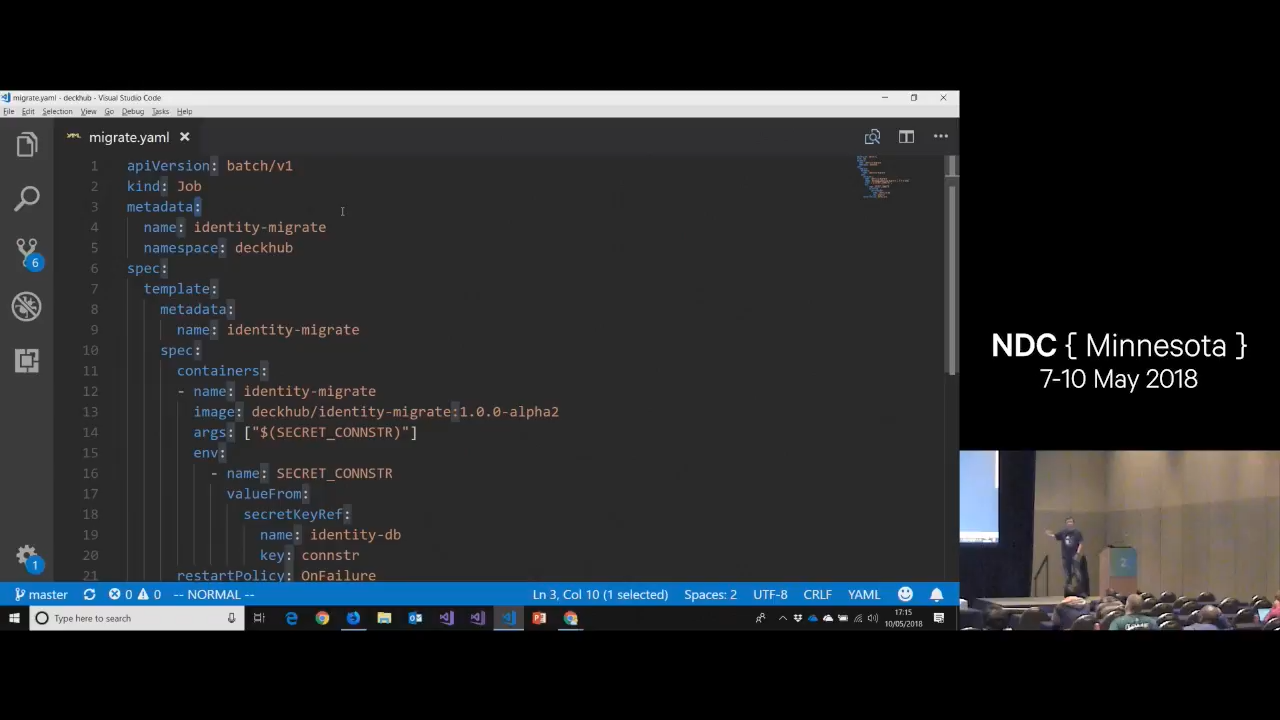 migrate.yaml - deckhub - Visual Studio Code
File Edit Selection View Go Debug Tasks Help
migrate.yaml
1 apiVersion: batch/v1
2 kind: Job
3 metadata:
4 name: identity-migrate
5 namespace: deckhub
6 spec:
7 template:
8 metadata:
9 name: identity-migrate
10 spec:
11 containers:
12 - name: identity-migrate
13 image: deckhub/identity-migrate:1.0.0-alpha2
14 args: ["$(SECRET_CONNSTR)"]
15 env:
16 - name: SECRET_CONNSTR
17 valueFrom:
18 secretKeyRef:
19 name: identity-db
20 key: connstr
21 restartPolicy: OnFailure
6
1
master 0 0 -- NORMAL -- Ln 3, Col 10 (1 selected) Spaces: 2 UTF-8 CRLF YAML
Type here to search
17:15
10/05/2018
NDC { Minnesota }
7-10 May 2018